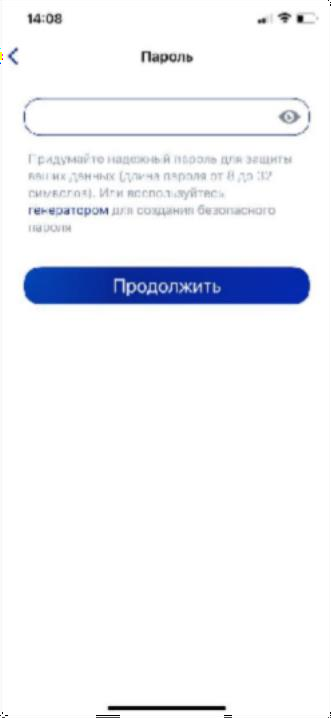 14:08
Пароль
Придумайте надежный пароль для защиты
ваших данных (длина пароля от 8 до 32
символов). Или воспользуйтесь
генератором для создания безопасного
пароля
Продолжить